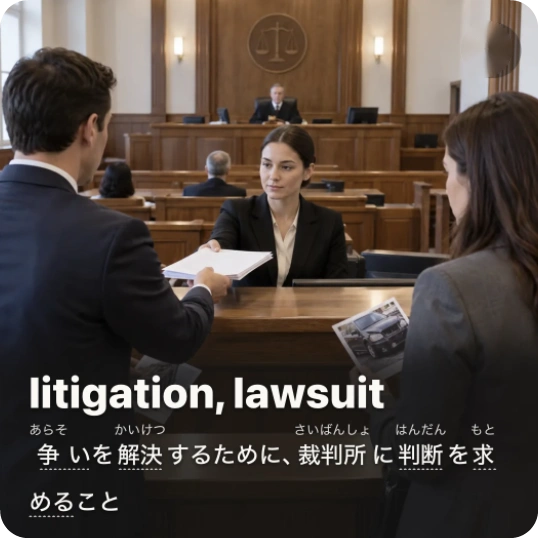 litigation, lawsuit
あらそ かいけつ さいばんしょ はんだん もと
争いを解決するために、裁判所に判断を求
めること